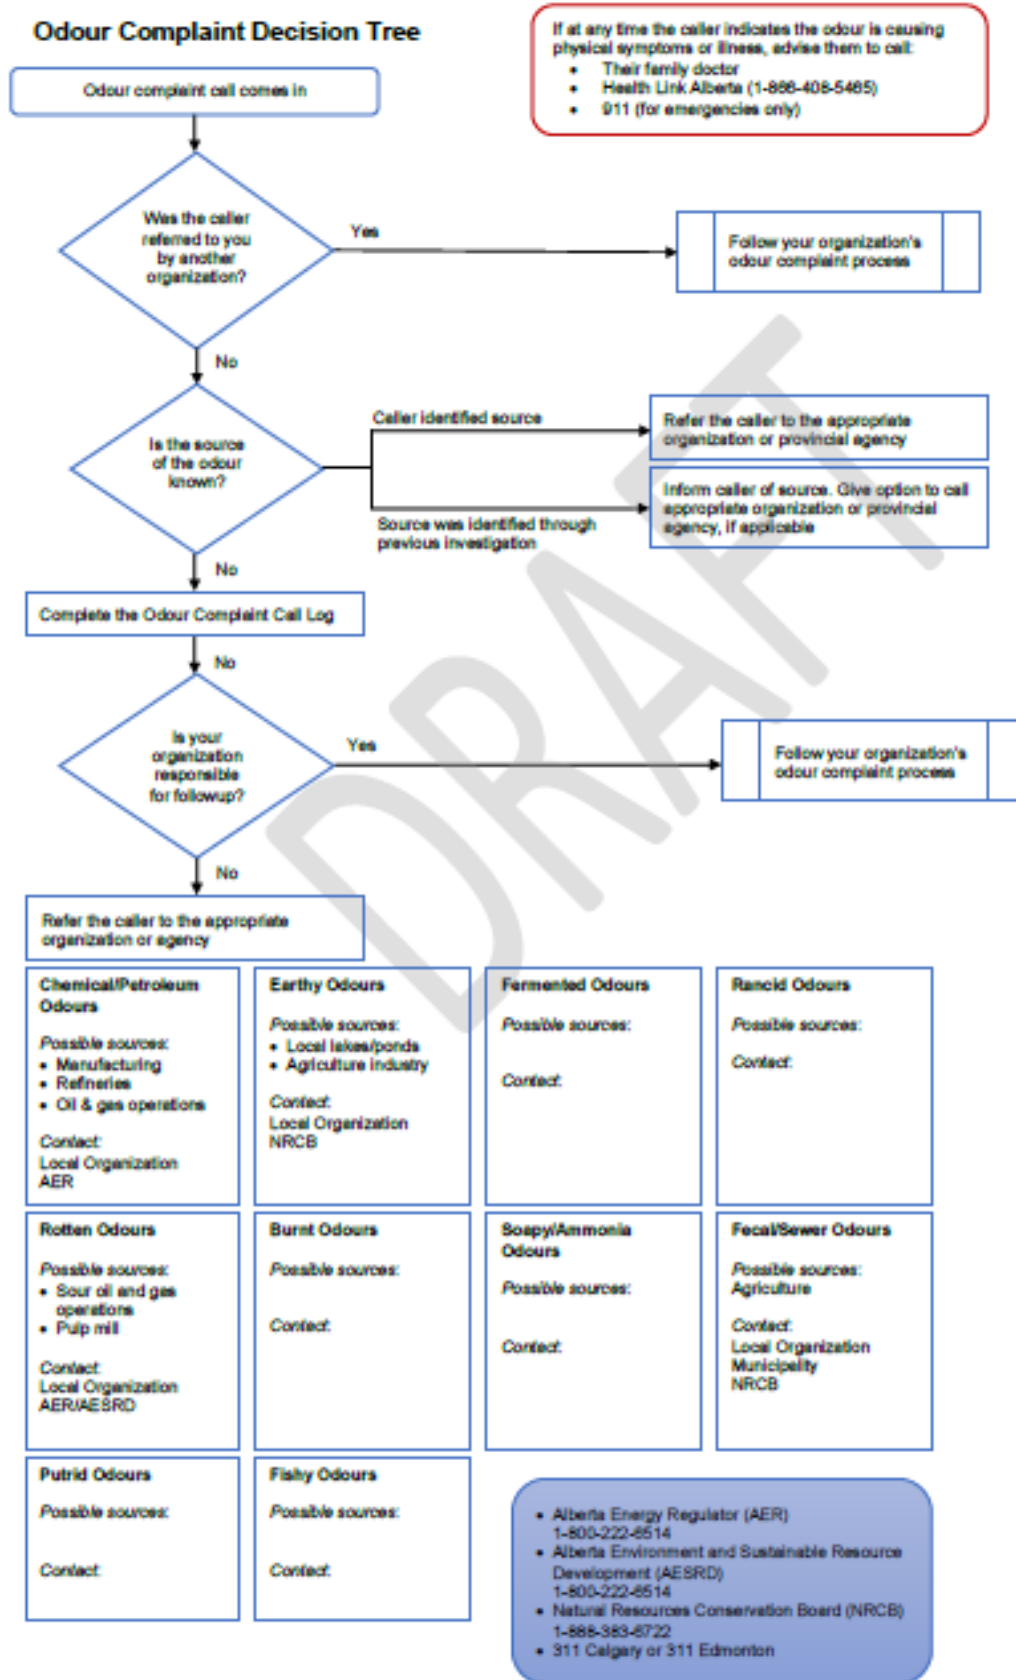 Odour Complaint Decision Tree
If at any time the caller indicates the odour is causing
physical symptoms or illness, advise them to call:
• Their family doctor
• Health Link Alberta (1-866-408-5465)
• 911 (for emergencies only)
Odour complaint call comes in
Was the caller
referred to you
by another
organization?
Yes
Follow your organization's
odour complaint process
No
Is the source
of the odour
known?
Caller identified source
Refer the caller to the appropriate
organization or provincial agency
Source was identified through
previous investigation
Inform caller of source. Give option to call
appropriate organization or provincial
agency, if applicable
No
Complete the Odour Complaint Call Log
No
Is your
organization
responsible
for followup?
Yes
Follow your organization's
odour complaint process
No
Refer the caller to the appropriate
organization or agency
Chemical/Petroleum
Odours
Possible sources:
• Manufacturing
• Refineries
• Oil & gas operations
Contact:
Local Organization
AER
Earthy Odours
Possible sources:
• Local lakes/ponds
• Agriculture industry
Contact:
Local Organization
NRCB
Fermented Odours
Possible sources:
Contact:
Rancid Odours
Possible sources:
Contact:
Rotten Odours
Possible sources:
• Sour oil and gas
operations
• Pulp mill
Contact:
Local Organization
AER/AESRD
Burnt Odours
Possible sources:
Contact:
Soapy/Ammonia
Odours
Possible sources:
Contact:
Fecal/Sewer Odours
Possible sources:
Agriculture
Contact:
Local Organization
Municipality
NRCB
Putrid Odours
Possible sources:
Contact:
Fishy Odours
Possible sources:
Contact:
• Alberta Energy Regulator (AER)
1-800-222-6514
• Alberta Environment and Sustainable Resource
Development (AESRD)
1-800-222-6514
• Natural Resources Conservation Board (NRCB)
1-866-383-6722
• 311 Calgary or 311 Edmonton
DRAFT